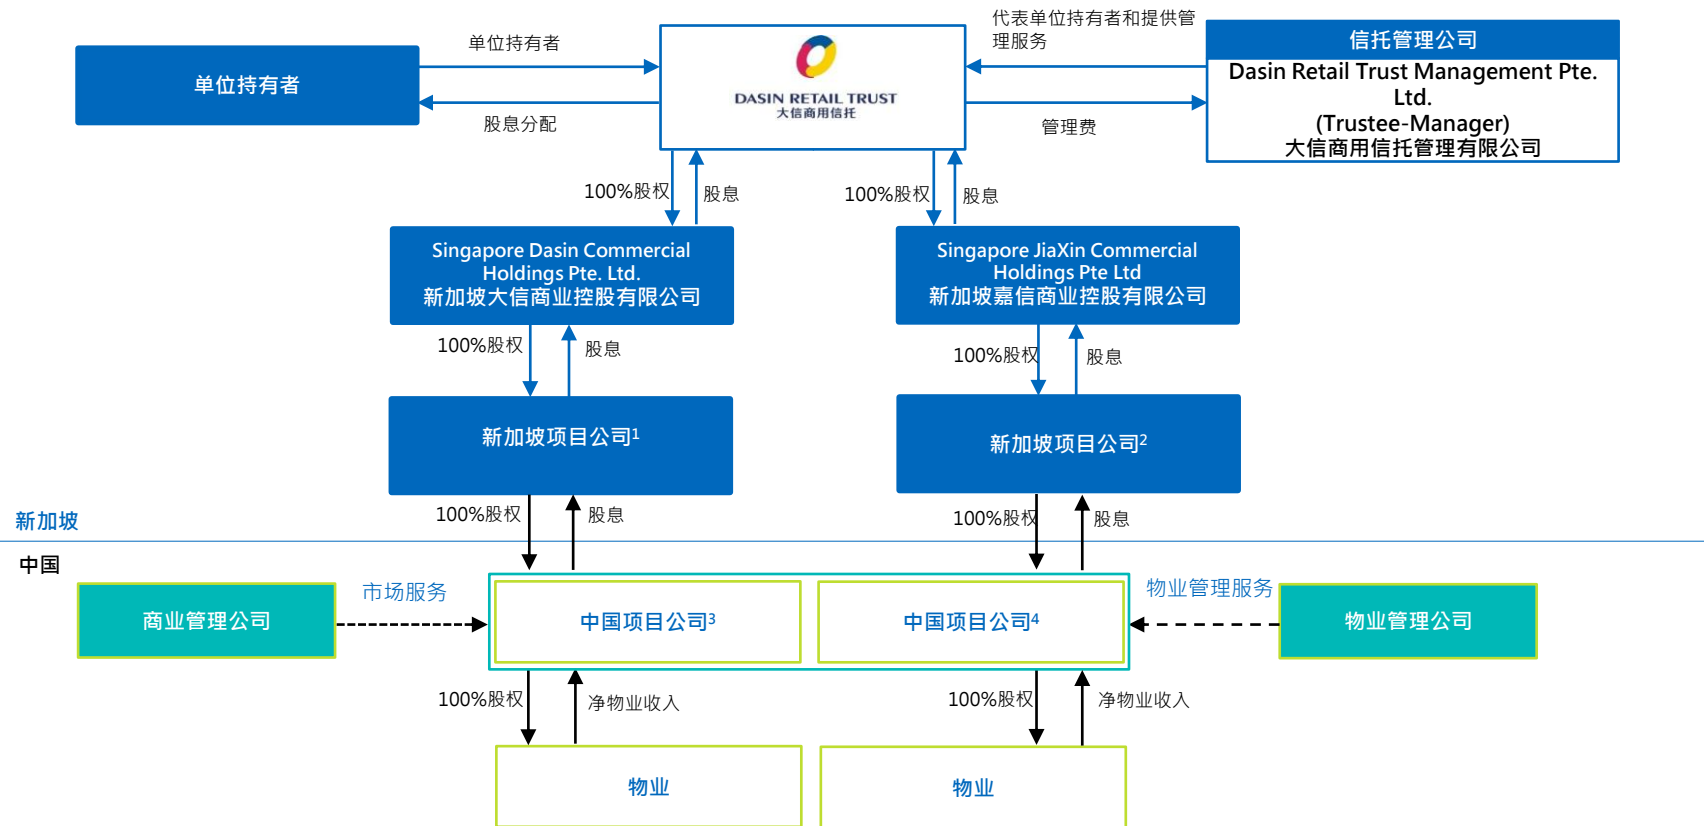 代表单位持有者和提供管
理服务
单位持有者
信托管理公司
单位持有者
Dasin Retail Trust Management Pte.
Ltd.
(Trustee-Manager)
大信商用信托管理有限公司
DASIN RETAIL TRUST
大信商用信托
股息分配
管理费
100%股权
股息
100%股权
股息
Singapore Dasin Commercial
Holdings Pte. Ltd.
新加坡大信商业控股有限公司
Singapore JiaXin Commercial
Holdings Pte Ltd
新加坡嘉信商业控股有限公司
100%股权
股息
100%股权
股息
新加坡项目公司1
新加坡项目公司2
100%股权
股息
100%股权
股息
新加坡
中国
市场服务
物业管理服务
商业管理公司
中国项目公司3
中国项目公司4
物业管理公司
100%股权
净物业收入
100%股权
净物业收入
物业
物业